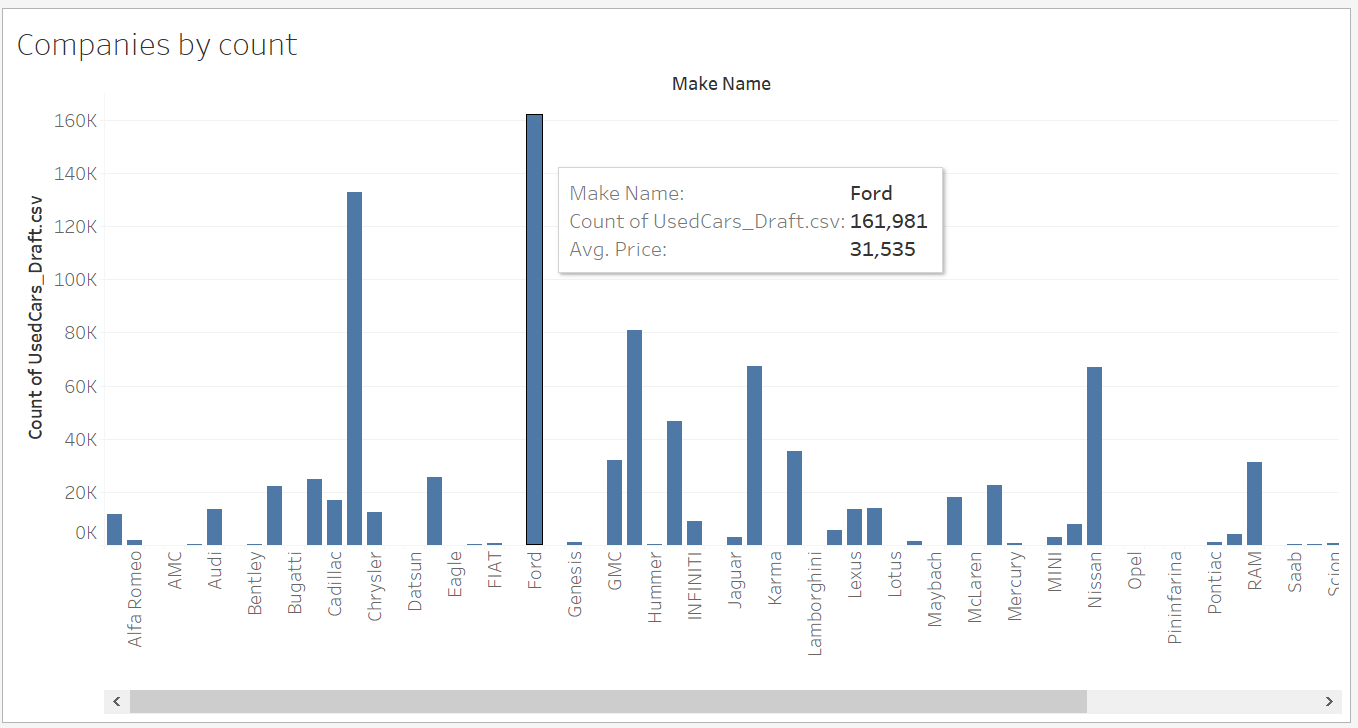 Companies by count
Make Name
Count of UsedCars_Draft.csv
160K
140K
120K
100K
80K
60K
40K
20K
0K
Make Name: Ford
Count of UsedCars_Draft.csv: 161,981
Avg. Price: 31,535
Alfa Romeo
AMC
Audi
Bentley
Bugatti
Cadillac
Chrysler
Datsun
Eagle
FIAT
Ford
Genesis
GMC
Hummer
INFINITI
Jaguar
Karma
Lamborghini
Lexus
Lotus
Maybach
McLaren
Mercury
MINI
Nissan
Opel
Pininfarina
Pontiac
RAM
Saab
Scion